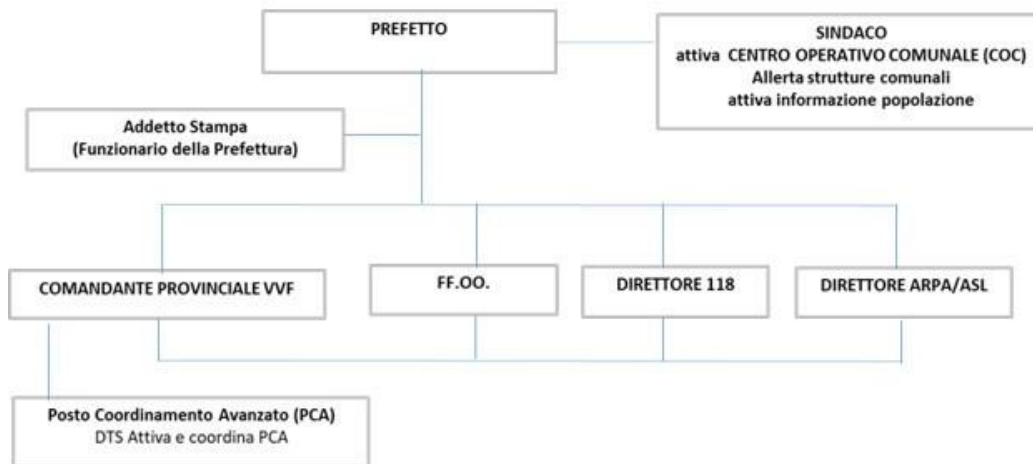 PREFETTO
SINDACO
attiva CENTRO OPERATIVO COMUNALE (COC)
Allerta strutture comunali
attiva informazione popolazione
Addetto Stampa
(Funzionario della Prefettura)
COMANDANTE PROVINCIALE VVF
FF.OO.
DIRETTORE 118
DIRETTORE ARPA/ASL
Posto Coordinamento Avanzato (PCA)
DTS Attiva e coordina PCA